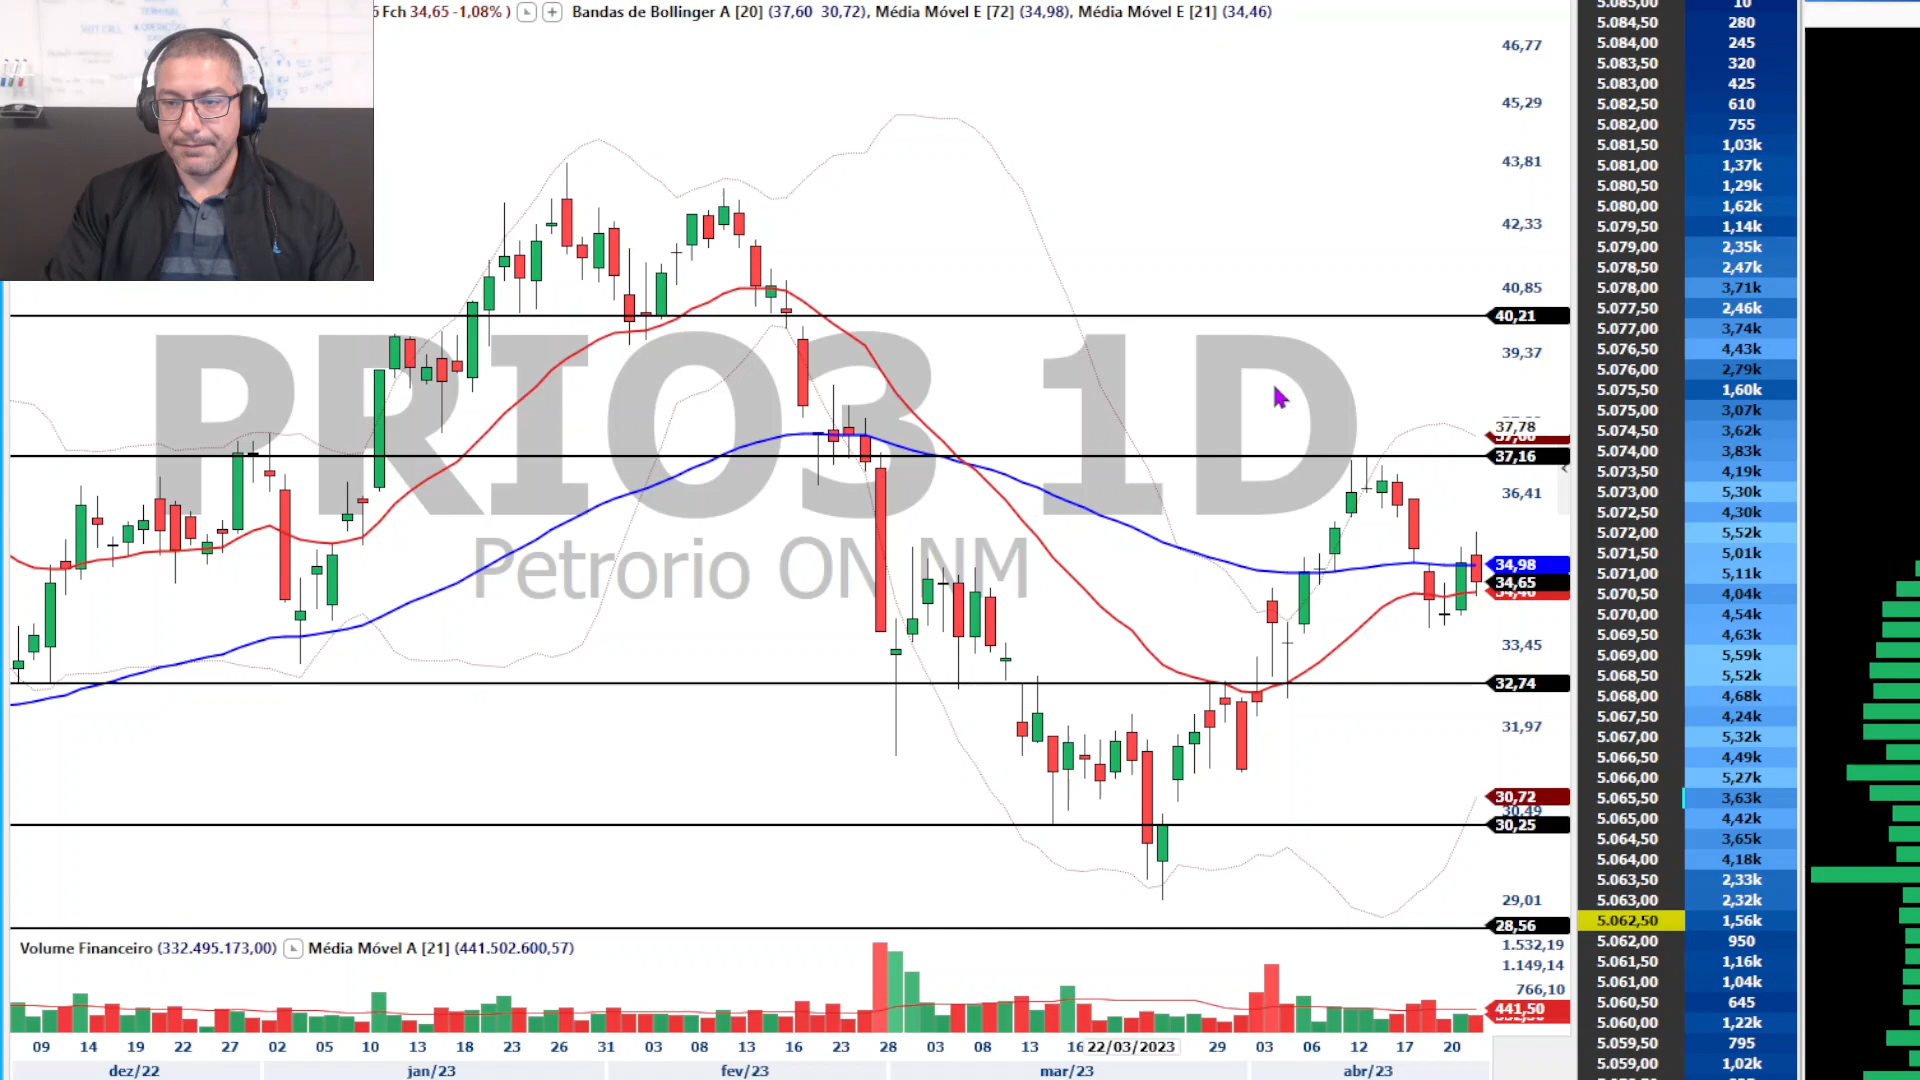 6 Fch 34,65 -1,08% ) Bandas de Bollinger A [20] (37,60 30,72), Média Móvel E [72] (34,98), Média Móvel E [21] (34,46)
PRIO3 1D
Petrorio ON NM
46,77
45,29
43,81
42,33
40,85
40,21
39,37
37,78
37,16
36,41
34,98
34,65
33,45
32,74
31,97
30,72
30,49
30,25
29,01
28,56
Volume Financeiro (332.495.173,00) Média Móvel A [21] (441.502.600,57)
1.532,19
1.149,14
766,10
441,50
09 14 19 22 27 02 05 10 13 18 23 26 31 03 08 13 16 23 28 03 08 13 16 22/03/2023 29 03 06 12 17 20
dez/22 jan/23 fev/23 mar/23 abr/23
5.085,00 10
5.084,50 280
5.084,00 245
5.083,50 320
5.083,00 425
5.082,50 610
5.082,00 755
5.081,50 1,03k
5.081,00 1,37k
5.080,50 1,29k
5.080,00 1,62k
5.079,50 1,14k
5.079,00 2,35k
5.078,50 2,47k
5.078,00 3,71k
5.077,50 2,46k
5.077,00 3,74k
5.076,50 4,43k
5.076,00 2,79k
5.075,50 1,60k
5.075,00 3,07k
5.074,50 3,62k
5.074,00 3,83k
5.073,50 4,19k
5.073,00 5,30k
5.072,50 4,30k
5.072,00 5,52k
5.071,50 5,01k
5.071,00 5,11k
5.070,50 4,04k
5.070,00 4,54k
5.069,50 4,63k
5.069,00 5,59k
5.068,50 5,52k
5.068,00 4,68k
5.067,50 4,24k
5.067,00 5,32k
5.066,50 4,49k
5.066,00 5,27k
5.065,50 3,63k
5.065,00 4,42k
5.064,50 3,65k
5.064,00 4,18k
5.063,50 2,33k
5.063,00 2,32k
5.062,50 1,56k
5.062,00 950
5.061,50 1,16k
5.061,00 1,04k
5.060,50 645
5.060,00 1,22k
5.059,50 795
5.059,00 1,02k